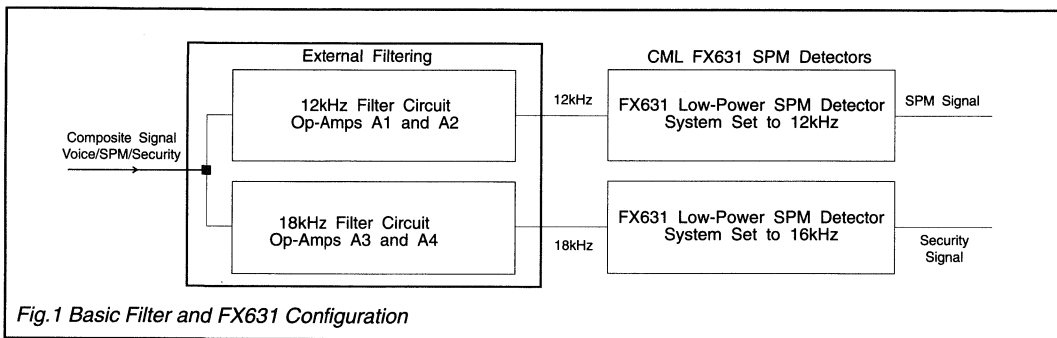 External Filtering
CML FX631 SPM Detectors
12kHz Filter Circuit
Op-Amps A1 and A2
12kHz
FX631 Low-Power SPM Detector
System Set to 12kHz
SPM Signal
Composite Signal
Voice/SPM/Security
18kHz Filter Circuit
Op-Amps A3 and A4
18kHz
FX631 Low-Power SPM Detector
System Set to 16kHz
Security
Signal
Fig.1 Basic Filter and FX631 Configuration